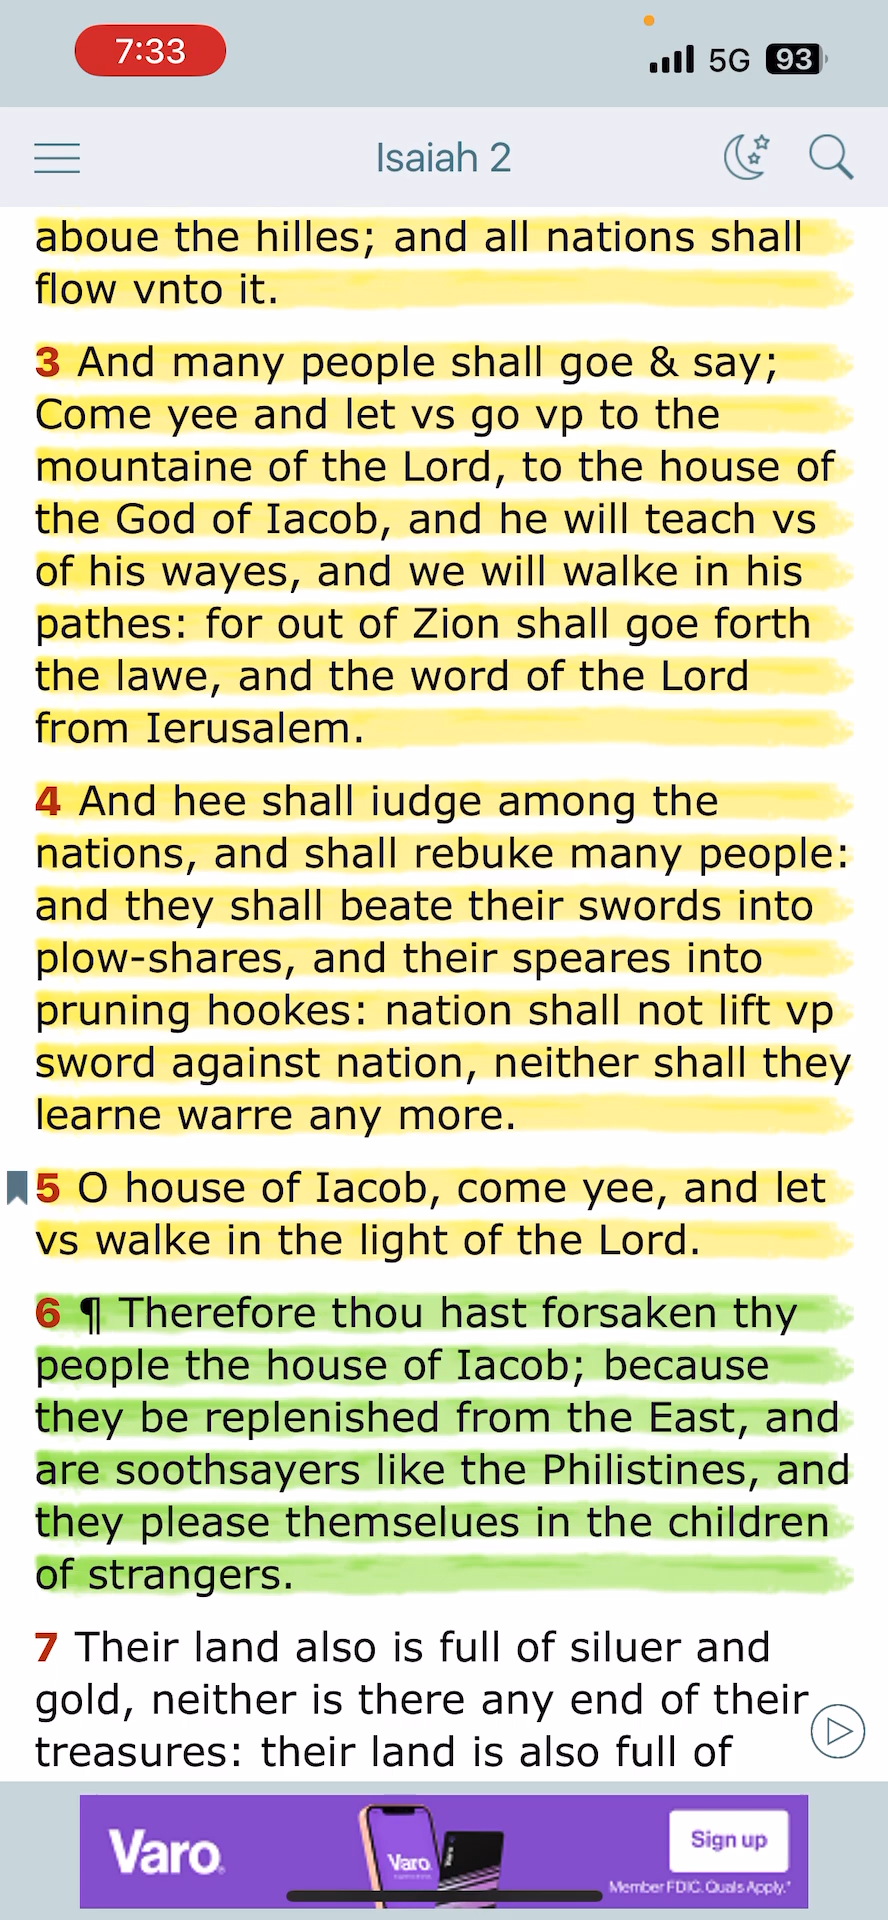 7:33
5G 93
Isaiah 2
aboue the hilles; and all nations shall
flow vnto it.
3 And many people shall goe & say;
Come yee and let vs go vp to the
mountaine of the Lord, to the house of
the God of Iacob, and he will teach vs
of his wayes, and we will walke in his
pathes: for out of Zion shall goe forth
the lawe, and the word of the Lord
from Ierusalem.
4 And hee shall iudge among the
nations, and shall rebuke many people:
and they shall beate their swords into
plow-shares, and their speares into
pruning hookes: nation shall not lift vp
sword against nation, neither shall they
learne warre any more.
5 O house of Iacob, come yee, and let
vs walke in the light of the Lord.
6 ¶ Therefore thou hast forsaken thy
people the house of Iacob; because
they be replenished from the East, and
are soothsayers like the Philistines, and
they please themselues in the children
of strangers.
7 Their land also is full of siluer and
gold, neither is there any end of their
treasures: their land is also full of
Varo
Varo
Sign up
Member FDIC. Quals Apply.*